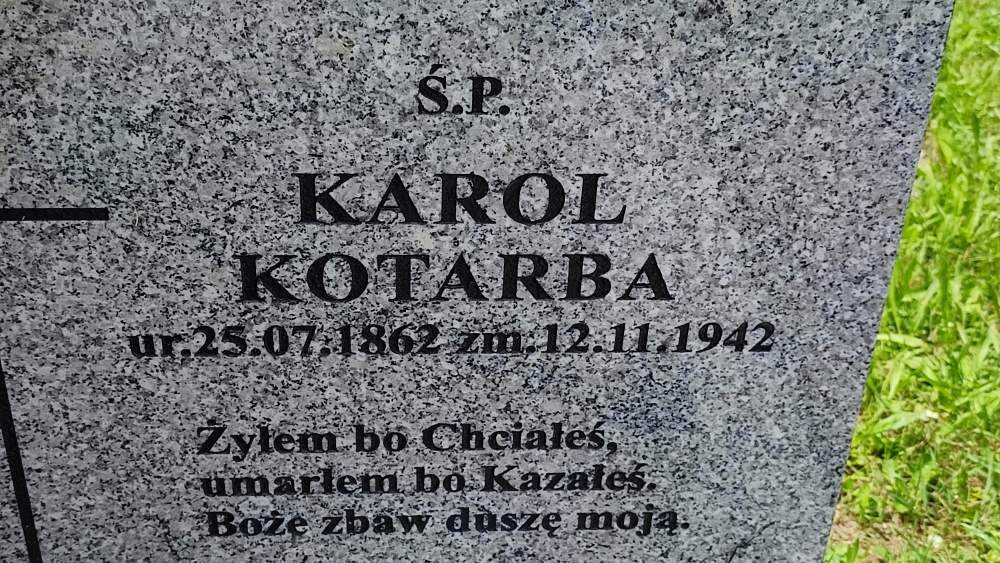 Ś.P.
KAROL
KOTARBA
ur.25.07.1862 zm.12.11.1942
Żyłem bo Chciałeś,
umarłem bo Kazałeś.
Boże zbaw duszę moją.